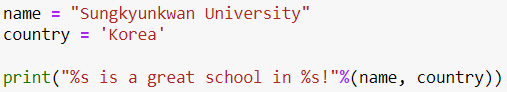 name = "Sungkyunkwan University"
country = 'Korea'
print("%s is a great school in %s!"%(name, country))